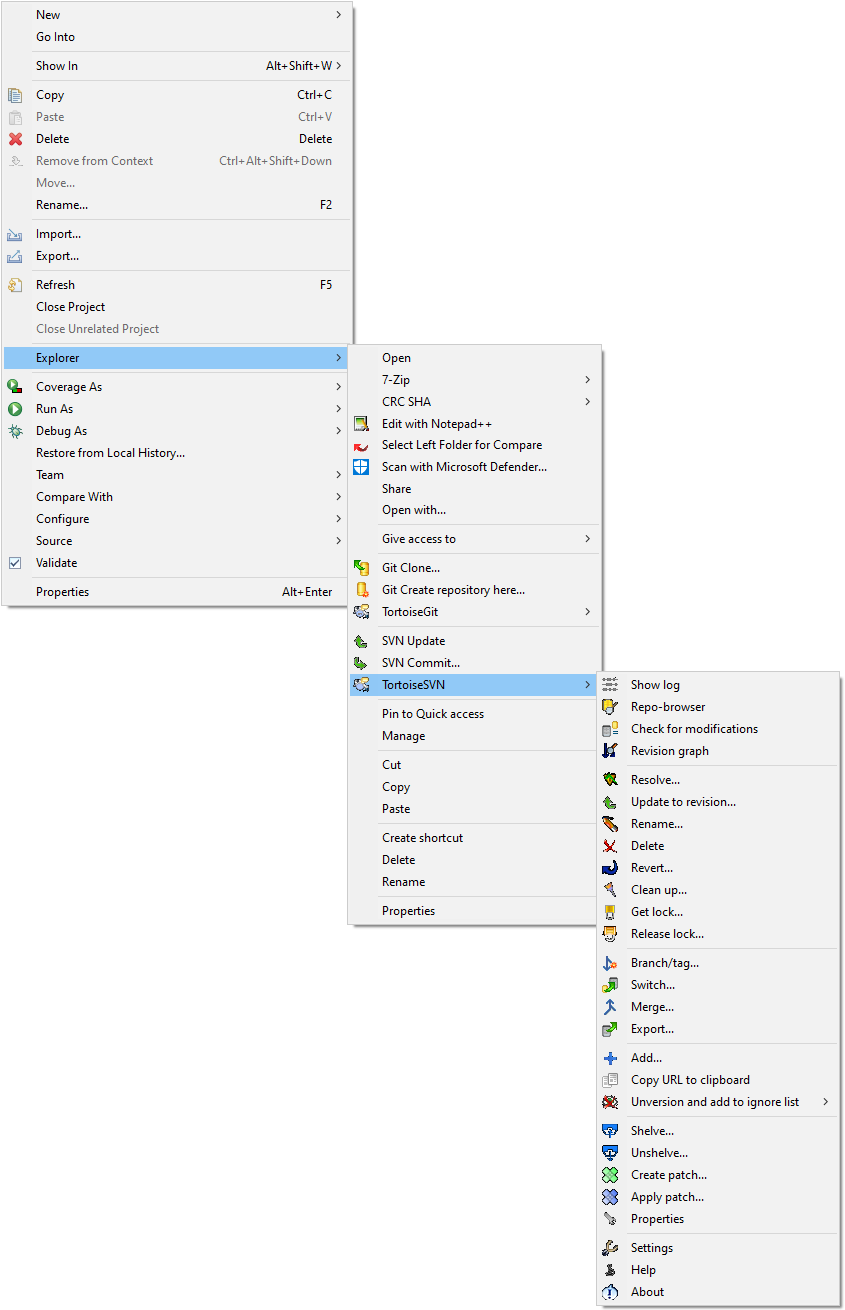 New
Go Into
Show In Alt+Shift+W
Copy Ctrl+C
Paste Ctrl+V
Delete Delete
Remove from Context Ctrl+Alt+Shift+Down
Move...
Rename... F2
Import...
Export...
Refresh F5
Close Project
Close Unrelated Project
Explorer
Coverage As
Run As
Debug As
Restore from Local History...
Team
Compare With
Configure
Source
Validate
Properties Alt+Enter
Open
7-Zip
CRC SHA
Edit with Notepad++
Select Left Folder for Compare
Scan with Microsoft Defender...
Share
Open with...
Give access to
Git Clone...
Git Create repository here...
TortoiseGit
SVN Update
SVN Commit...
TortoiseSVN
Pin to Quick access
Manage
Cut
Copy
Paste
Create shortcut
Delete
Rename
Properties
Show log
Repo-browser
Check for modifications
Revision graph
Resolve...
Update to revision...
Rename...
Delete
Revert...
Clean up...
Get lock...
Release lock...
Branch/tag...
Switch...
Merge...
Export...
Add...
Copy URL to clipboard
Unversion and add to ignore list
Shelve...
Unshelve...
Create patch...
Apply patch...
Properties
Settings
Help
About